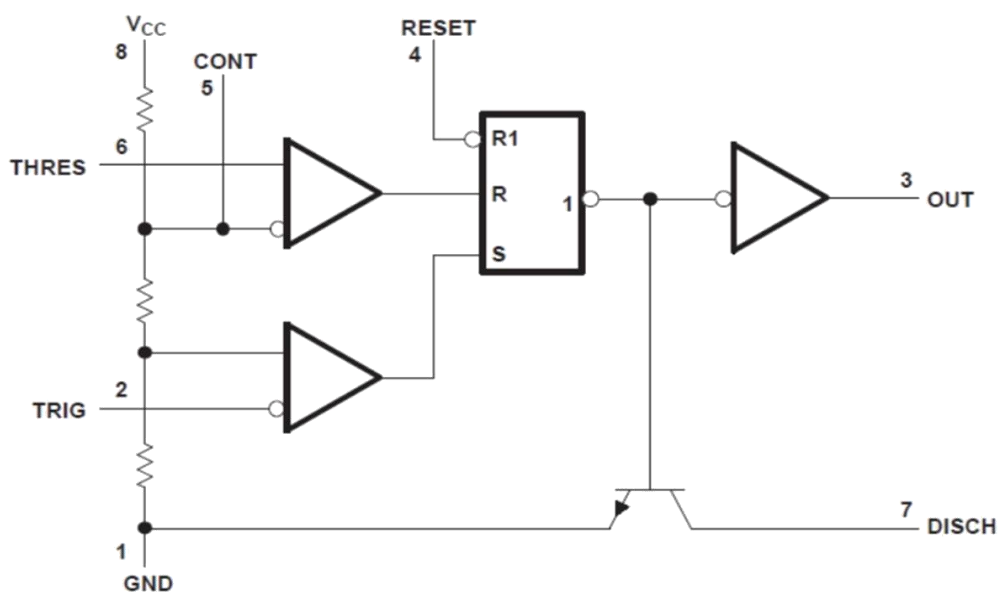 VCC
8
CONT
5
RESET
4
THRES
6
R1
R
1
S
3
OUT
2
TRIG
7
DISCH
1
GND